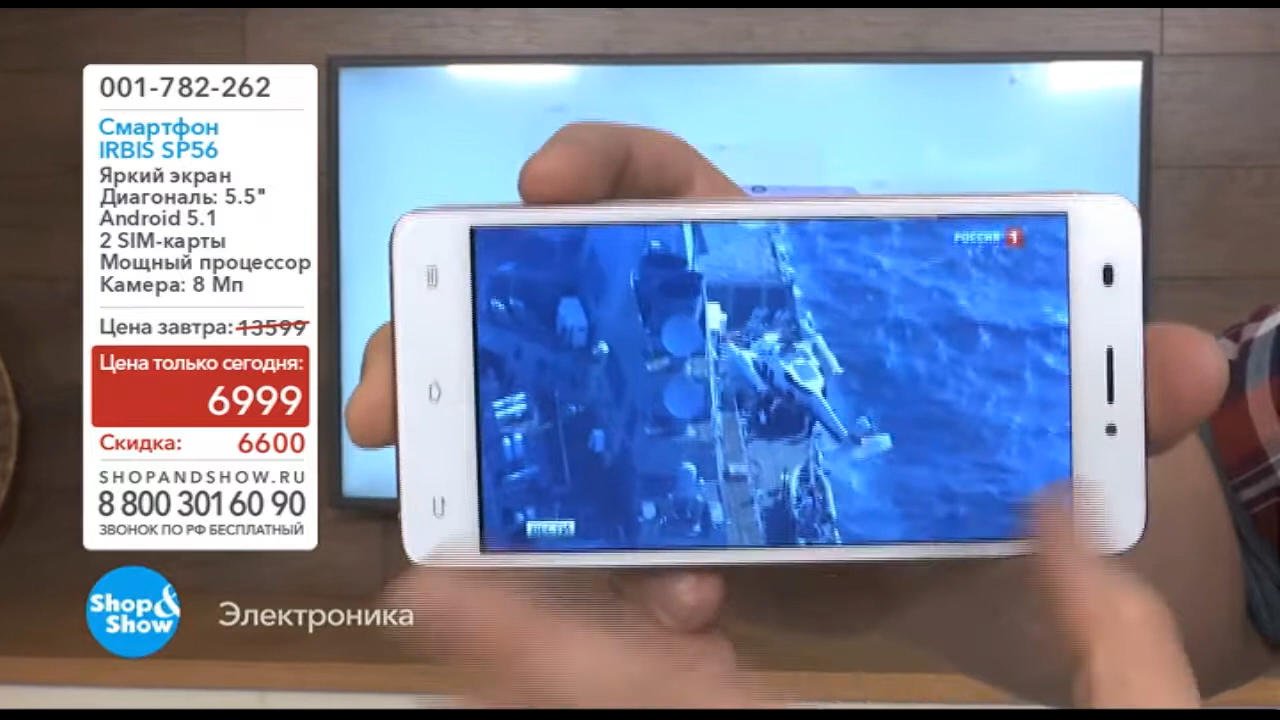 001-782-262
Смартфон
IRBIS SP56
Яркий экран
Диагональ: 5.5"
Android 5.1
2 SIM-карты
Мощный процессор
Камера: 8 Мп
Цена завтра: 13599
Цена только сегодня:
6999
Скидка: 6600
SHOPANDSHOW.RU
8 800 301 60 90
ЗВОНОК ПО РФ БЕСПЛАТНЫЙ
Shop&
Show
Электроника
РОССИЯ 1
ВЕСТИ